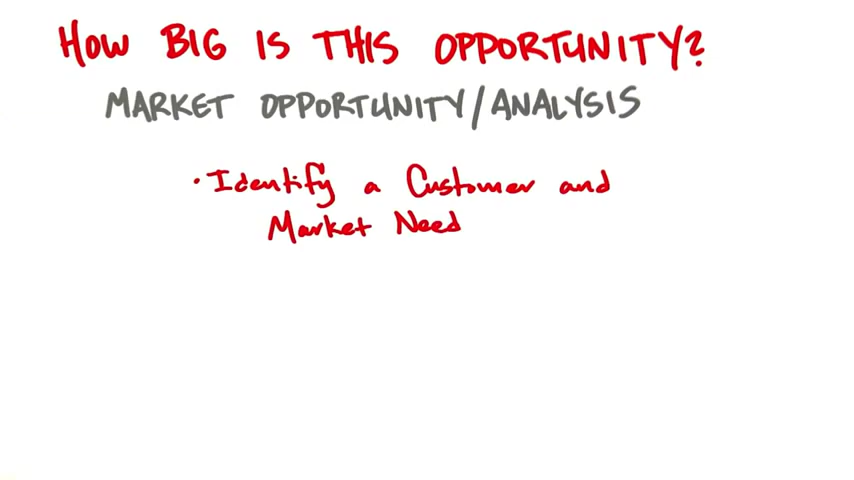 HOW BIG IS THIS OPPORTUNITY?
MARKET OPPORTUNITY/ANALYSIS
· Identify a Customer and
Market Need